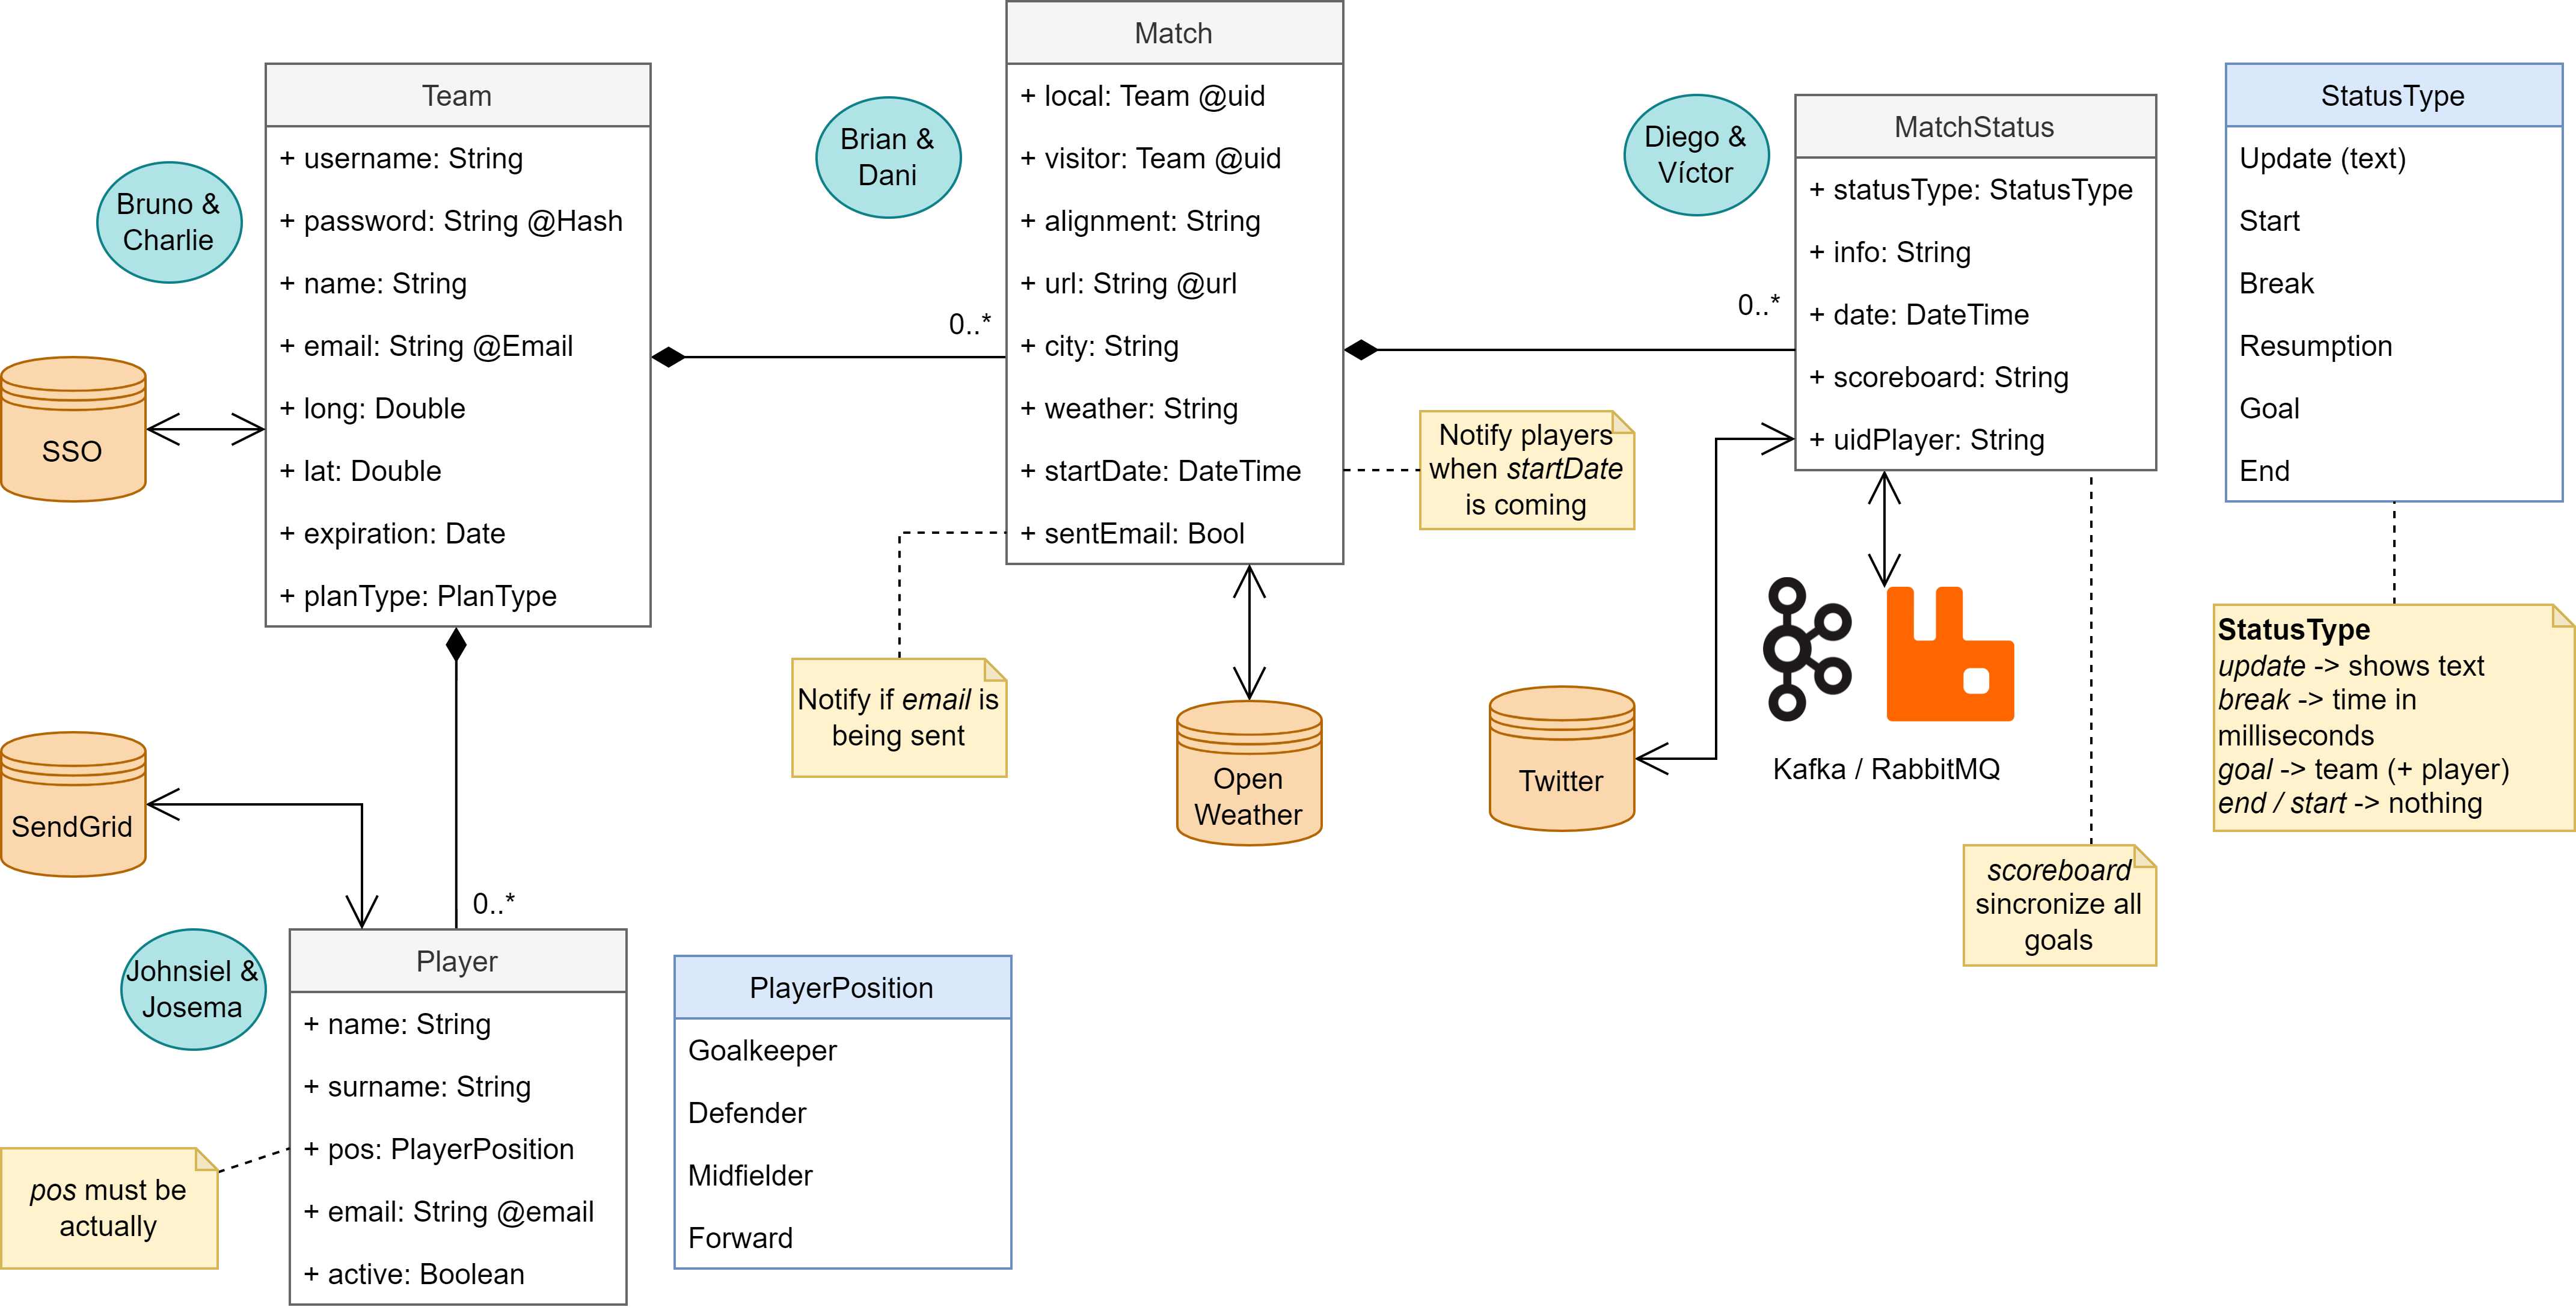 Team
+ username: String
+ password: String @Hash
+ name: String
+ email: String @Email
+ long: Double
+ lat: Double
+ expiration: Date
+ planType: PlanType
Bruno &
Charlie
SSO
SendGrid
0..*
Johnsiel &
Josema
Player
+ name: String
+ surname: String
+ pos: PlayerPosition
+ email: String @email
+ active: Boolean
pos must be
actually
PlayerPosition
Goalkeeper
Defender
Midfielder
Forward
Brian &
Dani
0..*
Match
+ local: Team @uid
+ visitor: Team @uid
+ alignment: String
+ url: String @url
+ city: String
+ weather: String
+ startDate: DateTime
+ sentEmail: Bool
Notify if email is
being sent
Notify players
when startDate
is coming
Open
Weather
Diego &
Víctor
0..*
MatchStatus
+ statusType: StatusType
+ info: String
+ date: DateTime
+ scoreboard: String
+ uidPlayer: String
Twitter
Kafka / RabbitMQ
scoreboard
sincronize all
goals
StatusType
Update (text)
Start
Break
Resumption
Goal
End
StatusType
update -> shows text
break -> time in
milliseconds
goal -> team (+ player)
end / start -> nothing